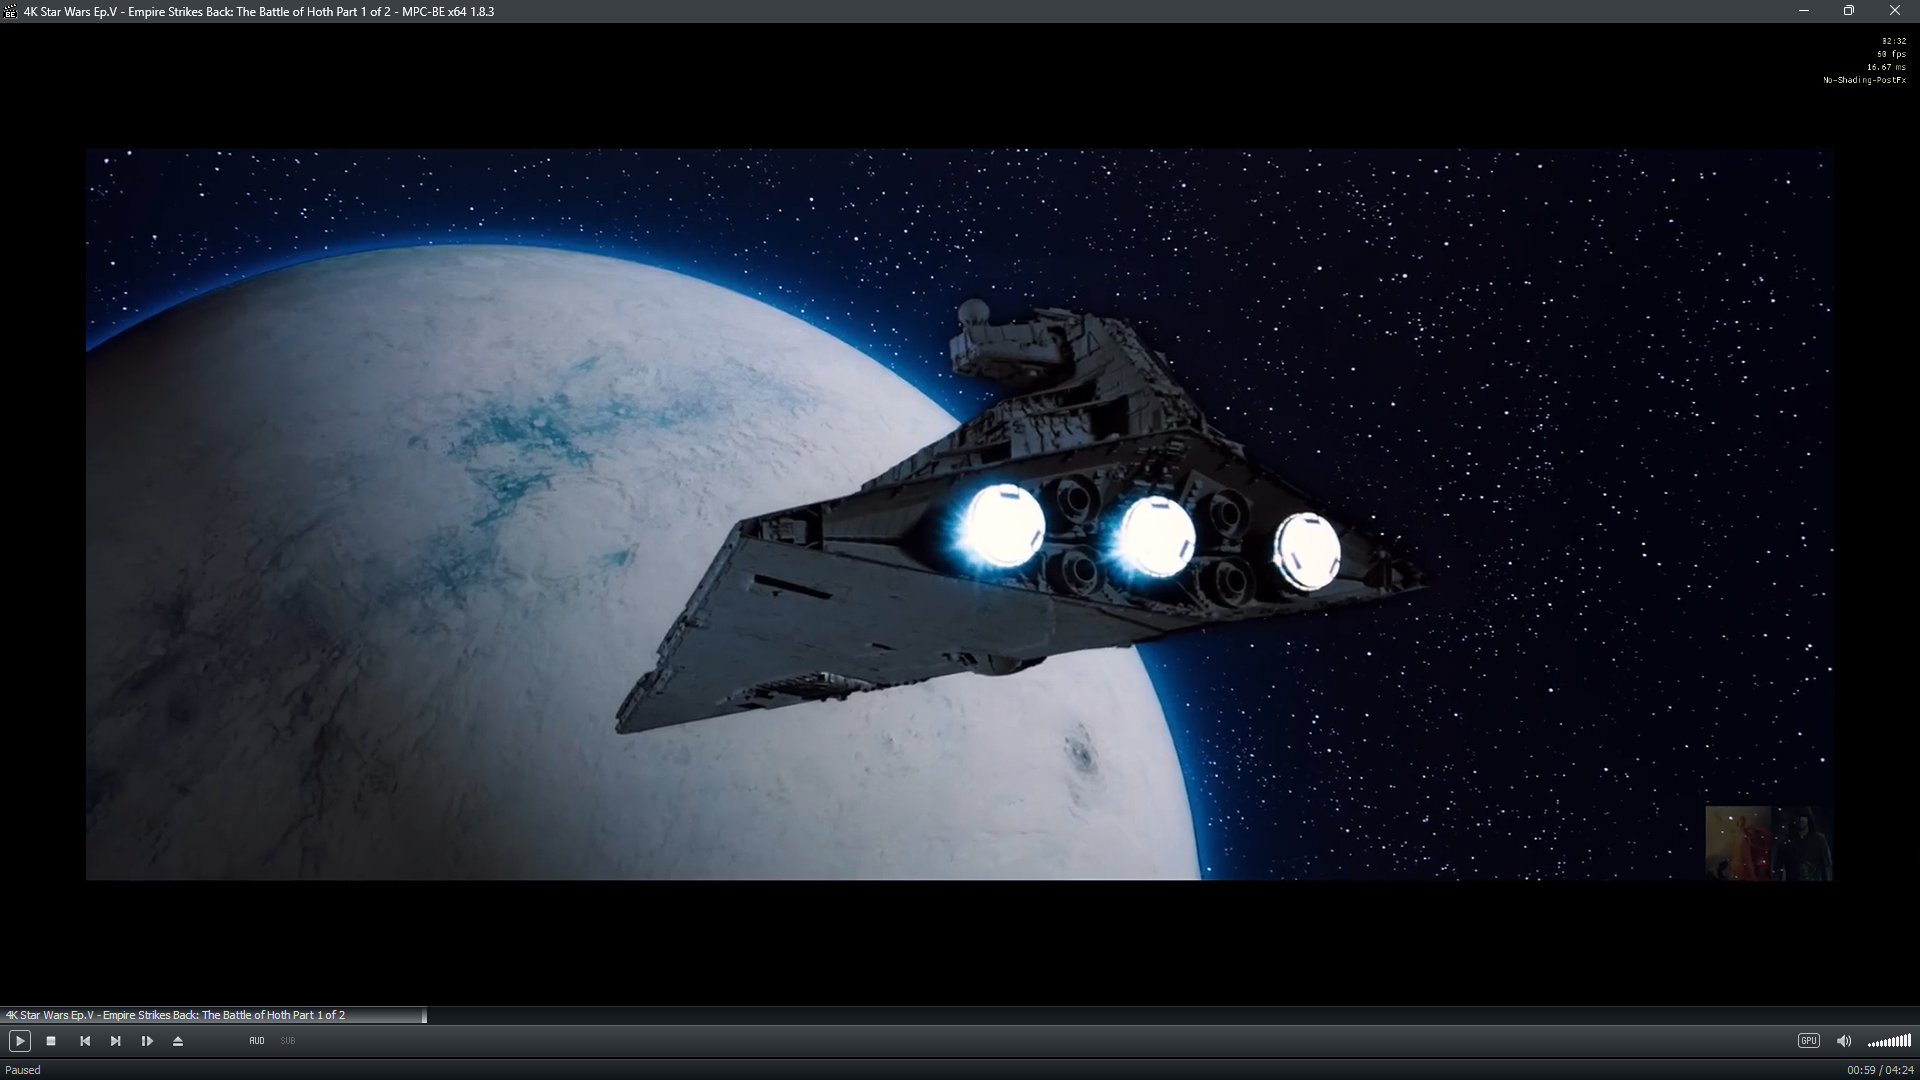 4K Star Wars Ep.V - Empire Strikes Back: The Battle of Hoth Part 1 of 2 - MPC-BE x64 1.8.3
02:32
60 fps
16.67 ms
No-Shading-PostFx
4K Star Wars Ep.V - Empire Strikes Back: The Battle of Hoth Part 1 of 2
AUD SUB
GPU
Paused
00:59 / 04:24